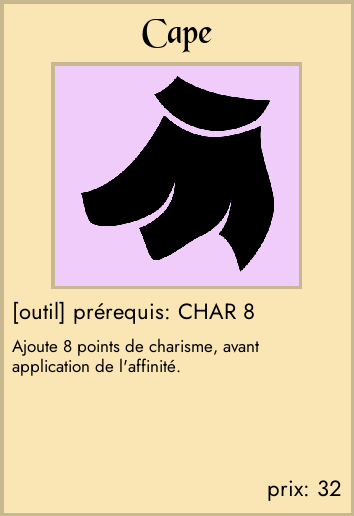 Cape
[outil] prérequis: CHAR 8
Ajoute 8 points de charisme, avant
application de l'affinité.
prix: 32